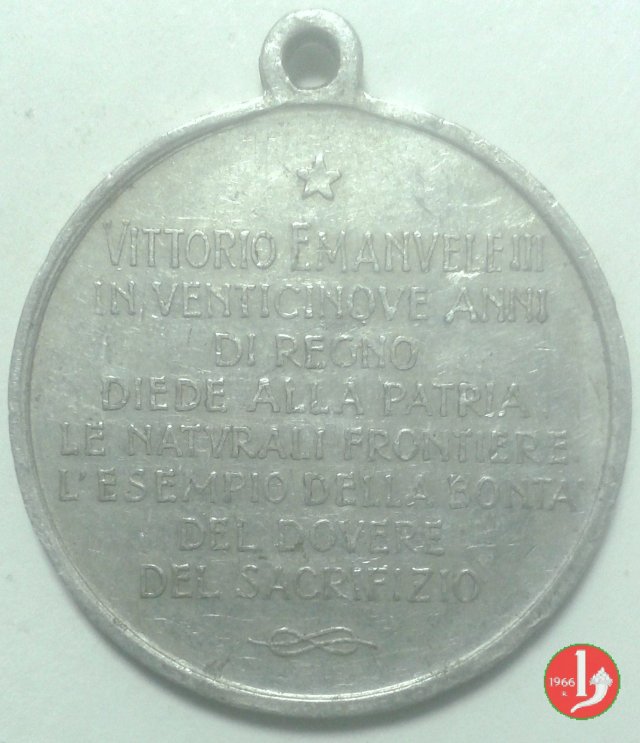 VITTORIO EMANVELE III
IN VENTICINQVE ANNI
DI REGNO
DIEDE ALLA PATRIA
LE NATVRALI FRONTIERE
L'ESEMPIO DELLA BONTA
DEL DOVERE
DEL SACRIFIZIO
1966
R.